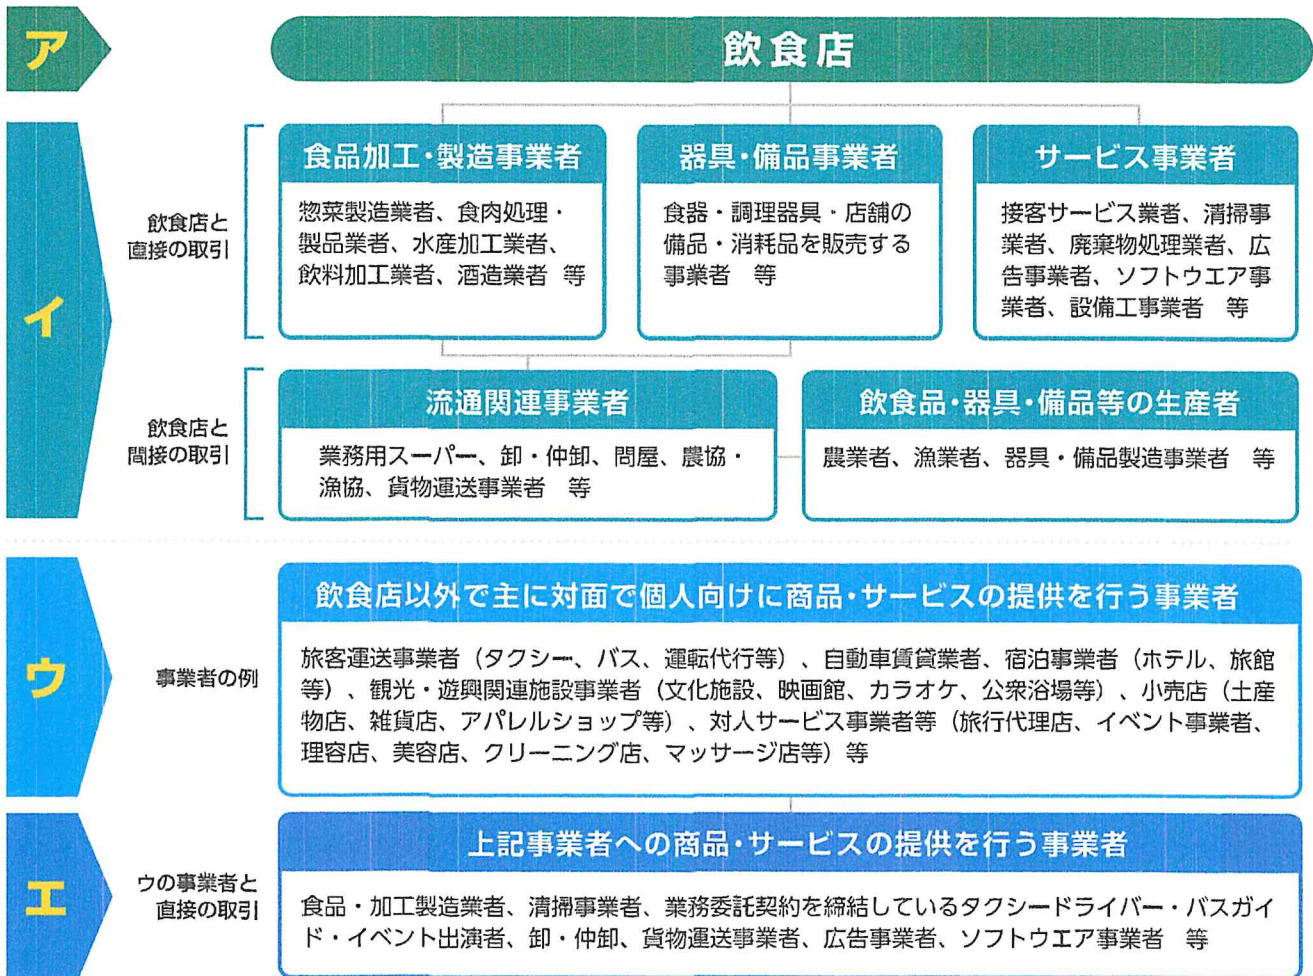 ア
飲食店
イ
飲食店と
直接の取引
食品加工・製造事業者
惣菜製造業者、食肉処理・
製品業者、水産加工業者、
飲料加工業者、酒造業者 等
器具・備品事業者
食器・調理器具・店舗の
備品・消耗品を販売する
事業者 等
サービス事業者
接客サービス業者、清掃事
業者、廃棄物処理業者、広
告事業者、ソフトウエア事
業者、設備工事業者 等
飲食店と
間接の取引
流通関連事業者
業務用スーパー、卸・仲卸、問屋、農協・
漁協、貨物運送事業者 等
飲食品・器具・備品等の生産者
農業者、漁業者、器具・備品製造事業者 等
ウ
事業者の例
飲食店以外で主に対面で個人向けに商品・サービスの提供を行う事業者
旅客運送事業者（タクシー、バス、運転代行等）、自動車賃貸業者、宿泊事業者（ホテル、旅館
等）、観光・遊興関連施設事業者（文化施設、映画館、カラオケ、公衆浴場等）、小売店（土産
物店、雑貨店、アパレルショップ等）、対人サービス事業者等（旅行代理店、イベント事業者、
理容店、美容店、クリーニング店、マッサージ店等）等
エ
ウの事業者と
直接の取引
上記事業者への商品・サービスの提供を行う事業者
食品・加工製造業者、清掃事業者、業務委託契約を締結しているタクシードライバー・バスガイ
ド・イベント出演者、卸・仲卸、貨物運送事業者、広告事業者、ソフトウエア事業者 等